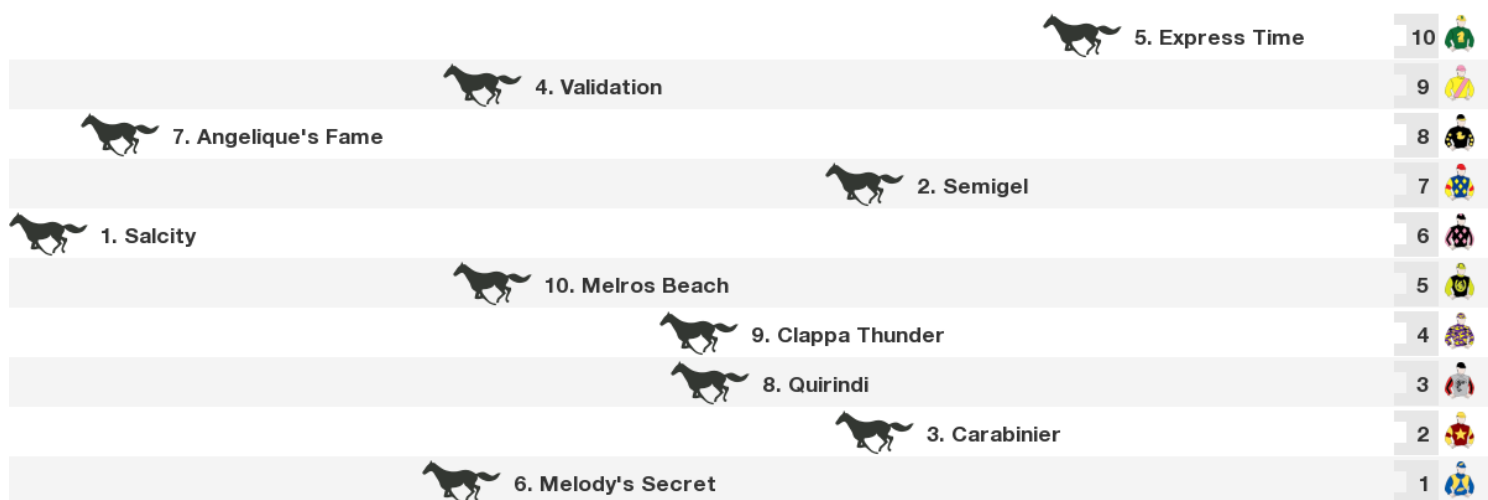 5. Express Time 10
4. Validation 9
7. Angelique's Fame 8
2. Semigel 7
1. Salcity 6
10. Melros Beach 5
9. Clappa Thunder 4
8. Quirindi 3
3. Carabinier 2
6. Melody's Secret 1